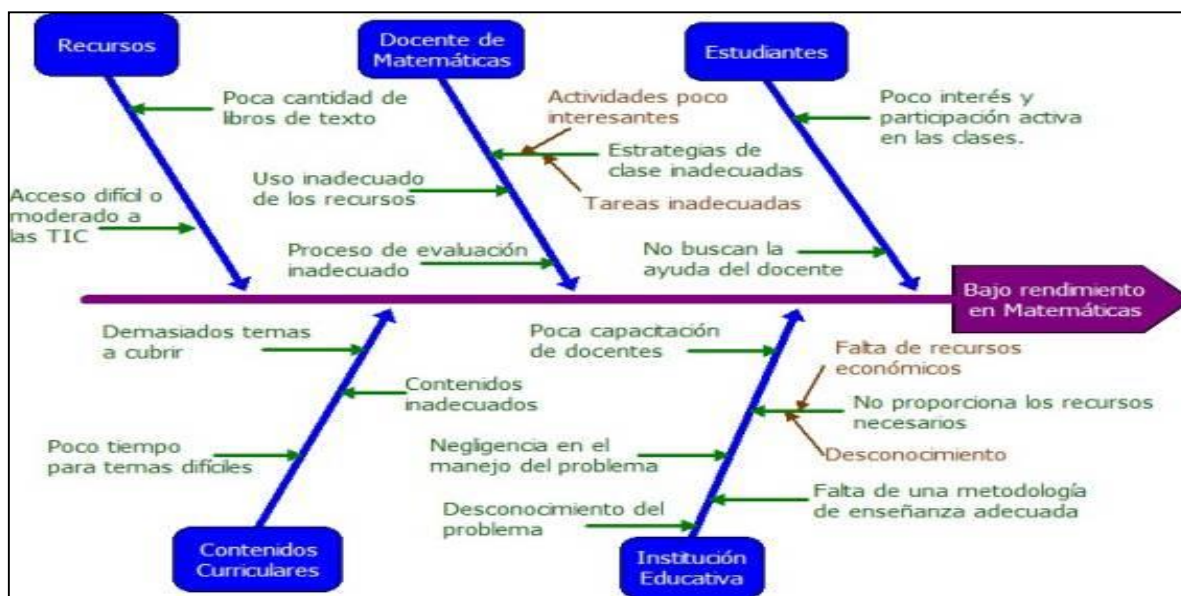 Recursos
Docente de
Matemáticas
Estudiantes
Poca cantidad de
libros de texto
Actividades poco
interesantes
Poco interés y
participación activa
en las clases.
Estrategias de
clase inadecuadas
Uso inadecuado
de los recursos
Tareas inadecuadas
Acceso difícil o
moderado a
las TIC
Proceso de evaluación
inadecuado
No buscan la
ayuda del docente
Bajo rendimiento
en Matemáticas
Demasiados temas
a cubrir
Poca capacitación
de docentes
Falta de recursos
económicos
Contenidos
inadecuados
No proporciona los recursos
necesarios
Poco tiempo
para temas difíciles
Negligencia en el
manejo del problema
Desconocimiento
Falta de una metodología
de enseñanza adecuada
Desconocimiento del
problema
Contenidos
Curriculares
Institución
Educativa